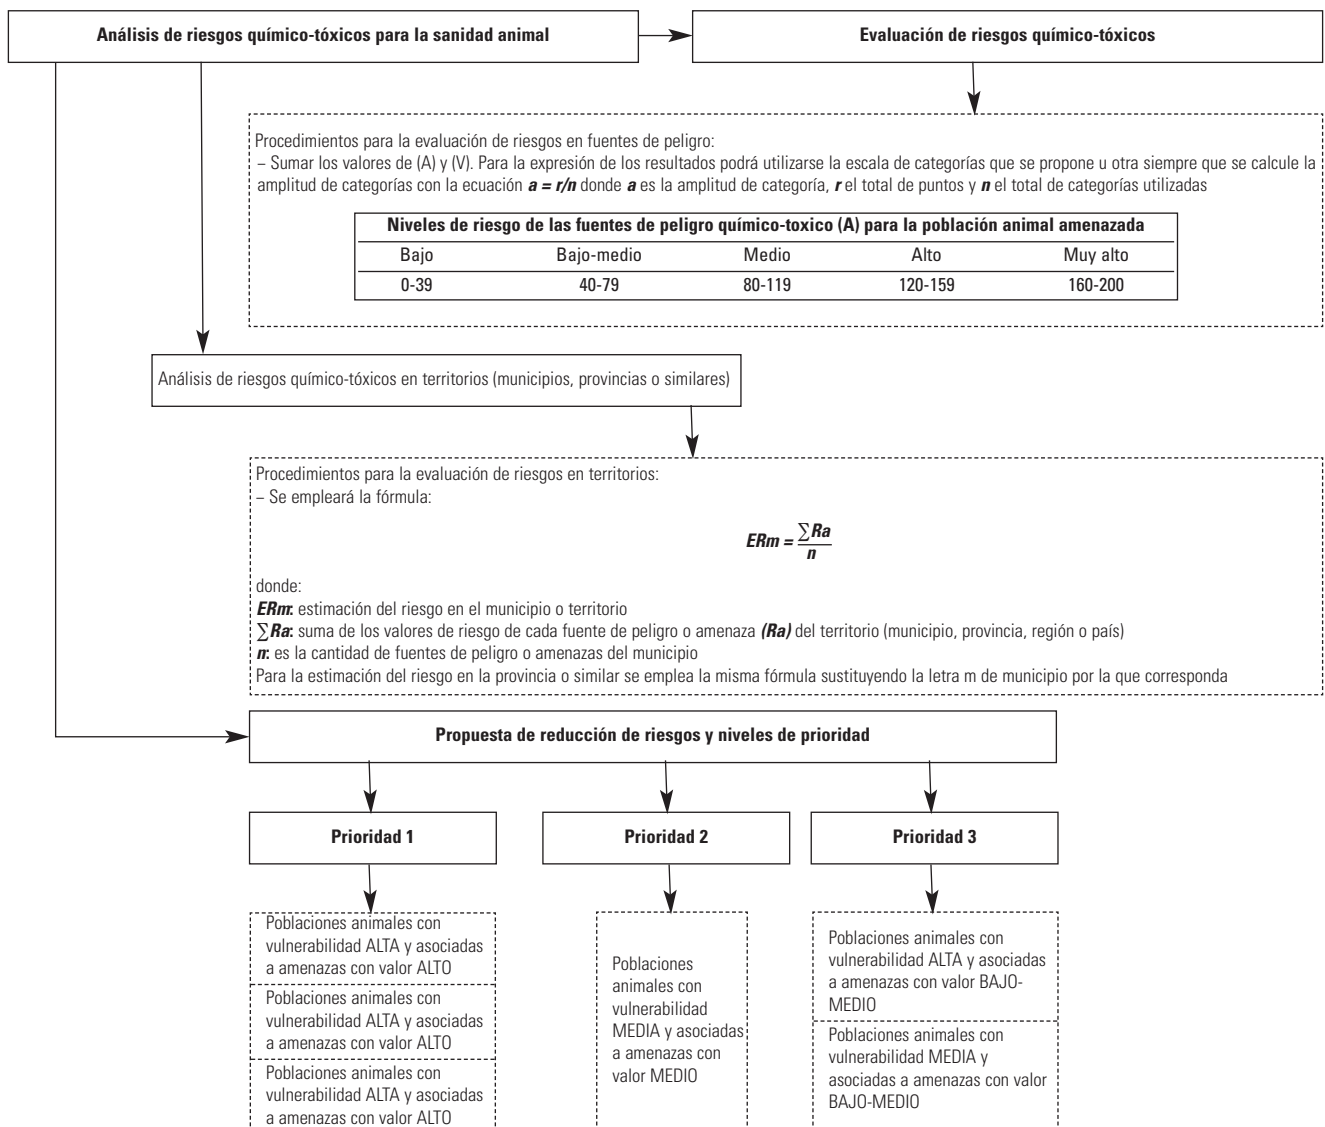 Análisis de riesgos químico-tóxicos para la sanidad animal
Evaluación de riesgos químico-tóxicos
Procedimientos para la evaluación de riesgos en fuentes de peligro:
– Sumar los valores de (A) y (V). Para la expresión de los resultados podrá utilizarse la escala de categorías que se propone u otra siempre que se calcule la
amplitud de categorías con la ecuación a = r/n donde a es la amplitud de categoría, r el total de puntos y n el total de categorías utilizadas
Niveles de riesgo de las fuentes de peligro químico-toxico (A) para la población animal amenazada
Bajo Bajo-medio Medio Alto Muy alto
0-39 40-79 80-119 120-159 160-200
Análisis de riesgos químico-tóxicos en territorios (municipios, provincias o similares)
Procedimientos para la evaluación de riesgos en territorios:
– Se empleará la fórmula:
ERm = ∑Ra
n
donde:
ERm: estimación del riesgo en el municipio o territorio
∑Ra: suma de los valores de riesgo de cada fuente de peligro o amenaza (Ra) del territorio (municipio, provincia, región o país)
n: es la cantidad de fuentes de peligro o amenazas del municipio
Para la estimación del riesgo en la provincia o similar se emplea la misma fórmula sustituyendo la letra m de municipio por la que corresponda
Propuesta de reducción de riesgos y niveles de prioridad
Prioridad 1
Prioridad 2
Prioridad 3
Poblaciones animales con
vulnerabilidad ALTA y asociadas
a amenazas con valor ALTO
Poblaciones animales con
vulnerabilidad ALTA y asociadas
a amenazas con valor ALTO
Poblaciones animales con
vulnerabilidad ALTA y asociadas
a amenazas con valor ALTO
Poblaciones
animales con
vulnerabilidad
MEDIA y asociadas
a amenazas con
valor MEDIO
Poblaciones animales con
vulnerabilidad ALTA y asociadas
a amenazas con valor BAJO-
MEDIO
Poblaciones animales con
vulnerabilidad MEDIA y
asociadas a amenazas con valor
BAJO-MEDIO